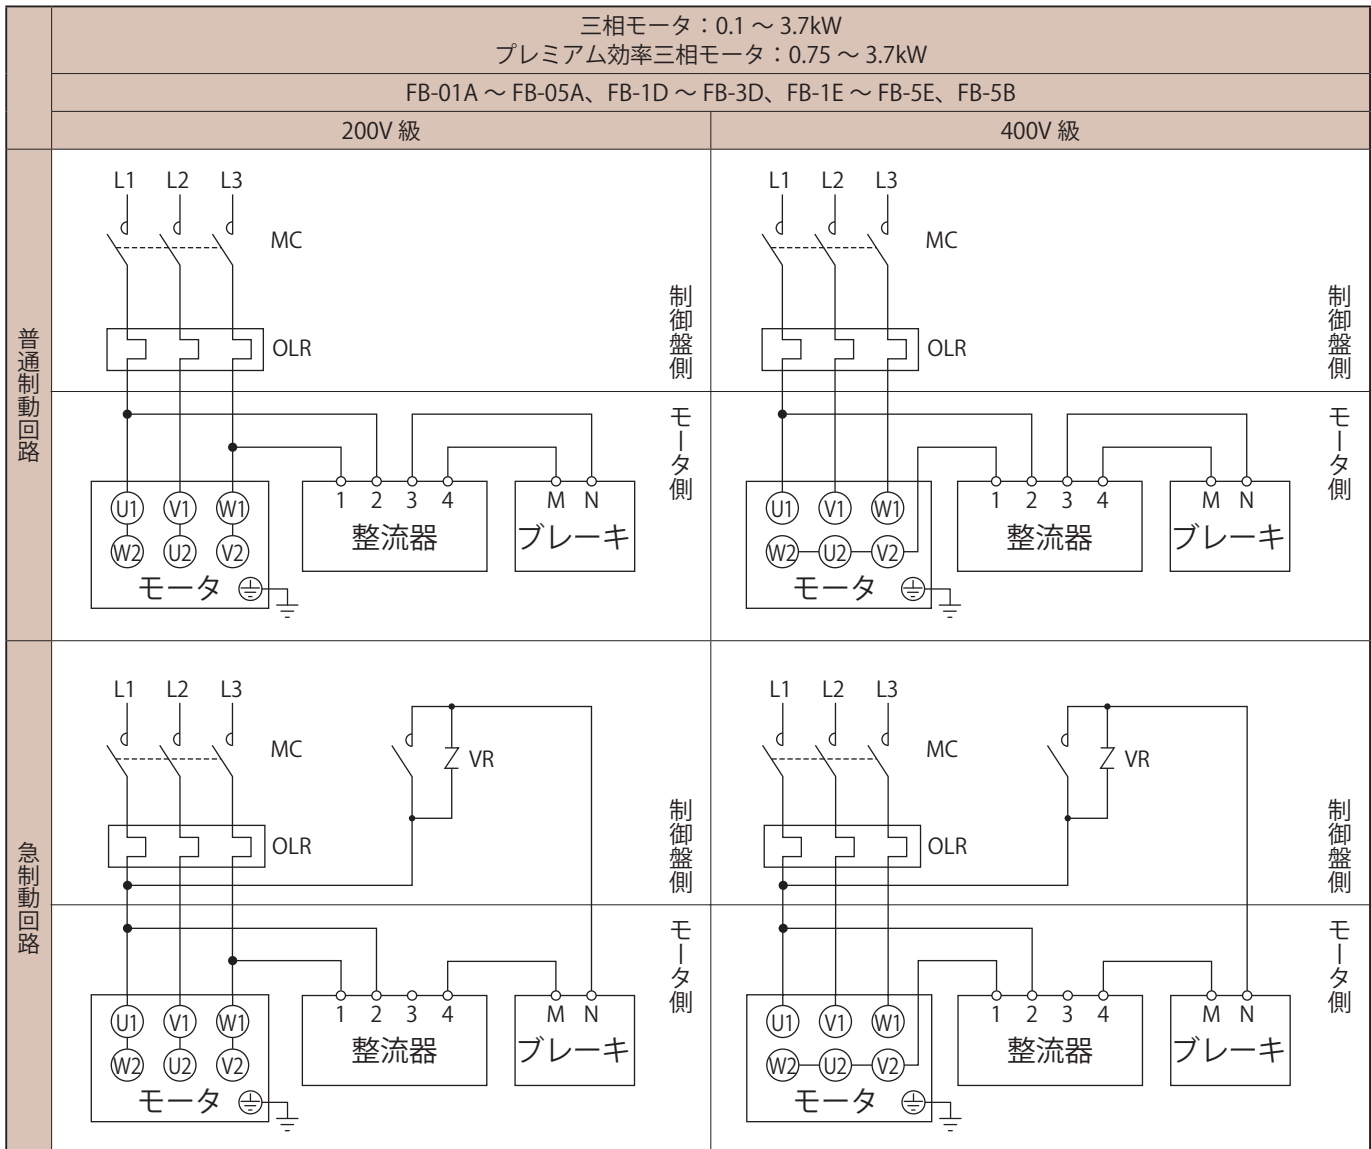 三相モータ：0.1 ～ 3.7kW
プレミアム効率三相モータ：0.75 ～ 3.7kW
FB-01A ～ FB-05A、FB-1D ～ FB-3D、FB-1E ～ FB-5E、FB-5B
200V 級
400V 級
普通制動回路
L1 L2 L3
MC
OLR
制御盤側
モータ側
U1 V1 W1
W2 U2 V2
モータ
1 2 3 4
整流器
M N
ブレーキ
L1 L2 L3
MC
OLR
制御盤側
モータ側
U1 V1 W1
W2 U2 V2
モータ
1 2 3 4
整流器
M N
ブレーキ
急制動回路
L1 L2 L3
MC
VR
OLR
制御盤側
モータ側
U1 V1 W1
W2 U2 V2
モータ
1 2 3 4
整流器
M N
ブレーキ
L1 L2 L3
MC
VR
OLR
制御盤側
モータ側
U1 V1 W1
W2 U2 V2
モータ
1 2 3 4
整流器
M N
ブレーキ